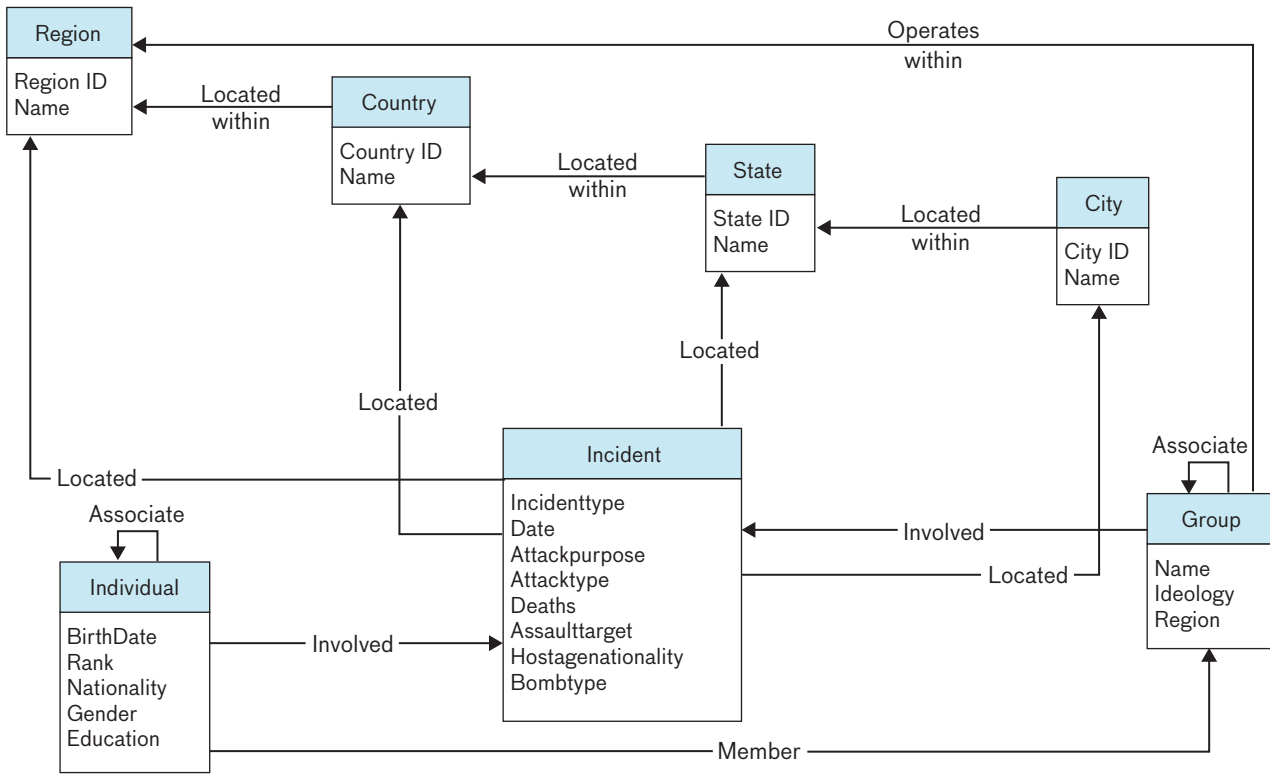 Region
Region ID
Name
Operates
within
Located
within
Country
Country ID
Name
Located
within
State
State ID
Name
Located
within
City
City ID
Name
Located
Located
Located
Incident
Incidenttype
Date
Attackpurpose
Attacktype
Deaths
Assaulttarget
Hostagenationality
Bombtype
Associate
Individual
BirthDate
Rank
Nationality
Gender
Education
Involved
Involved
Located
Associate
Group
Name
Ideology
Region
Member